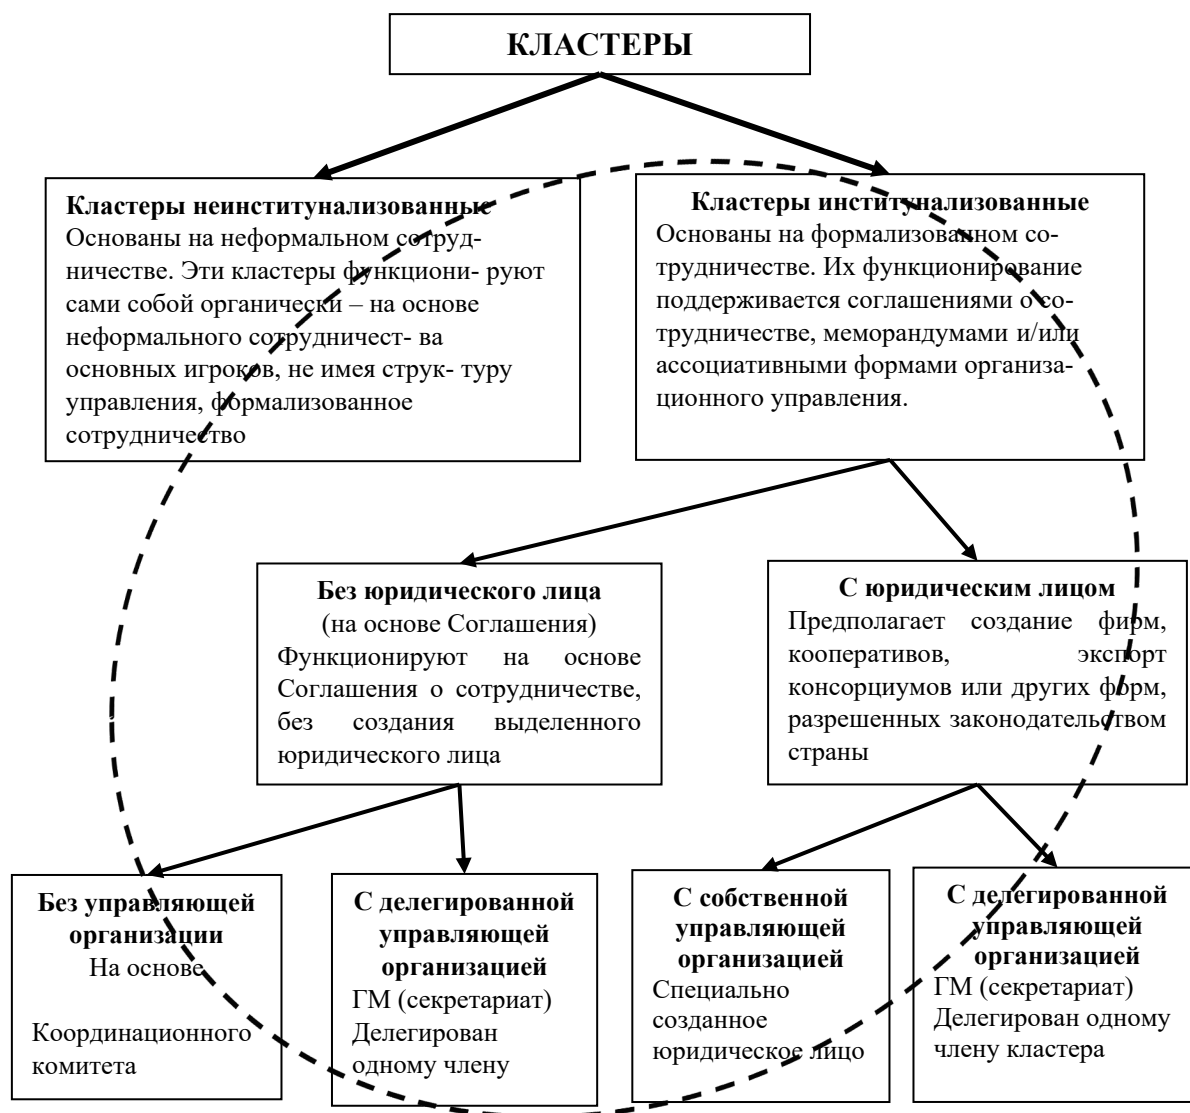 КЛАСТЕРЫ
Кластеры неинститунализованные
Основаны на неформальном сотруд-
ничестве. Эти кластеры функциони- руют
сами собой органически – на основе
неформального сотрудничест- ва
основных игроков, не имея струк- туру
управления, формализованное
сотрудничество
Кластеры институнализованные
Основаны на формализованном со-
трудничестве. Их функционирование
поддерживается соглашениями о со-
трудничестве, меморандумами и/или
ассоциативными формами организа-
ционного управления.
Без юридического лица
(на основе Соглашения)
Функционируют на основе
Соглашения о сотрудничестве,
без создания выделенного
юридического лица
С юридическим лицом
Предполагает создание фирм,
кооперативов, экспорт
консорциумов или других форм,
разрешенных законодательством
страны
Без управляющей
организации
На основе
Координационного
комитета
С делегированной
управляющей
организацией
ГМ (секретариат)
Делегирован
одному члену
С собственной
управляющей
организацией
Специально
созданное
юридическое лицо
С делегированной
управляющей
организацией
ГМ (секретариат)
Делегирован одному
члену кластера